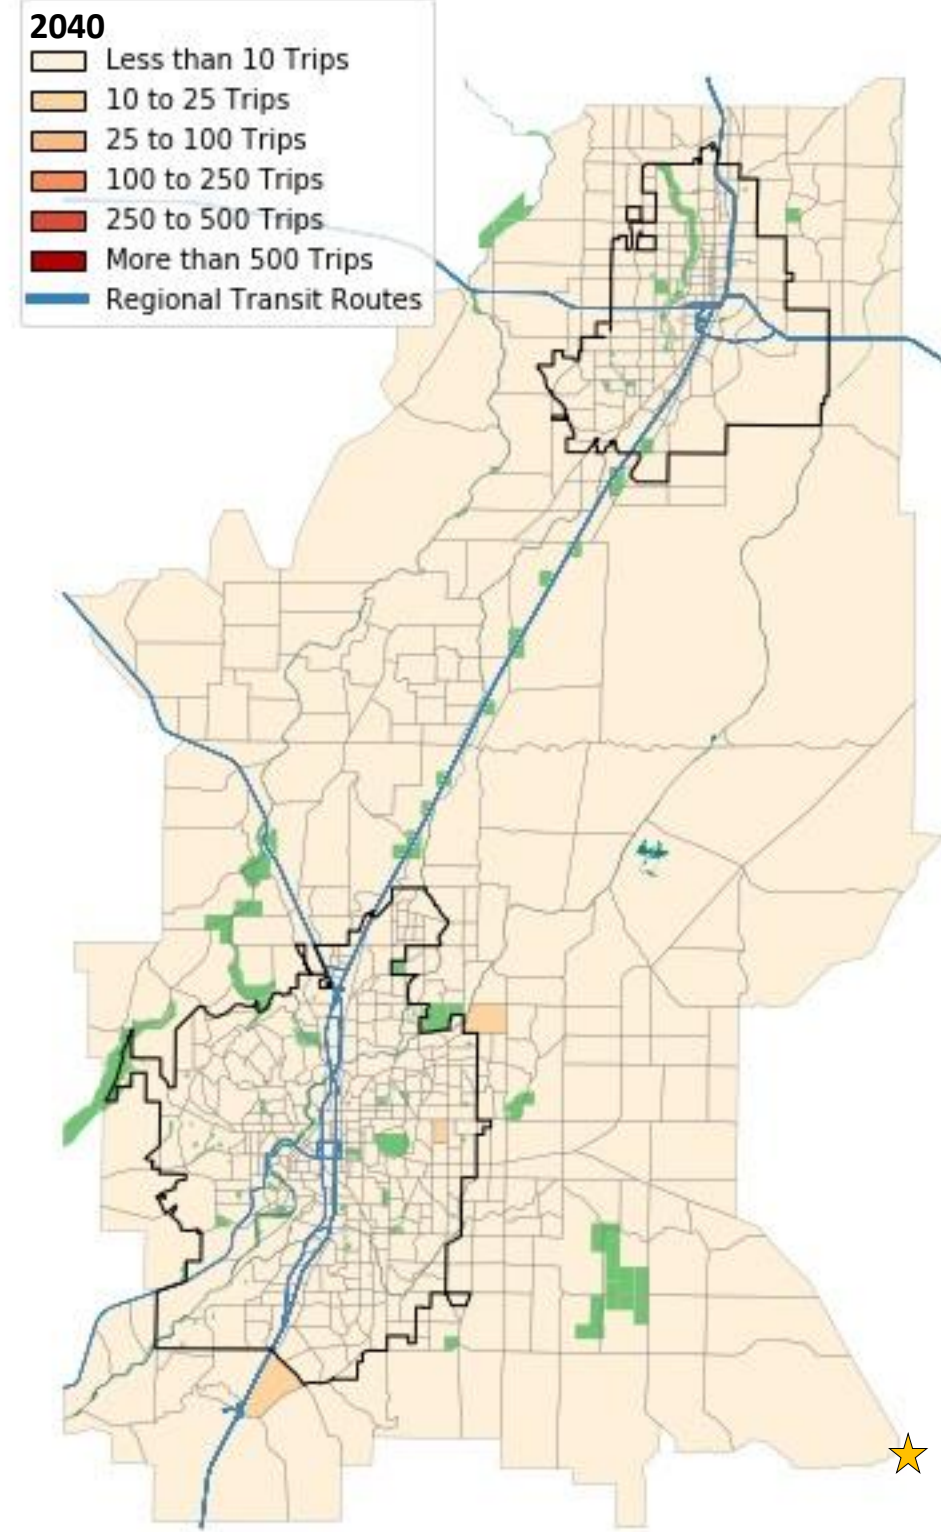 2040
Less than 10 Trips
10 to 25 Trips
25 to 100 Trips
100 to 250 Trips
250 to 500 Trips
More than 500 Trips
Regional Transit Routes